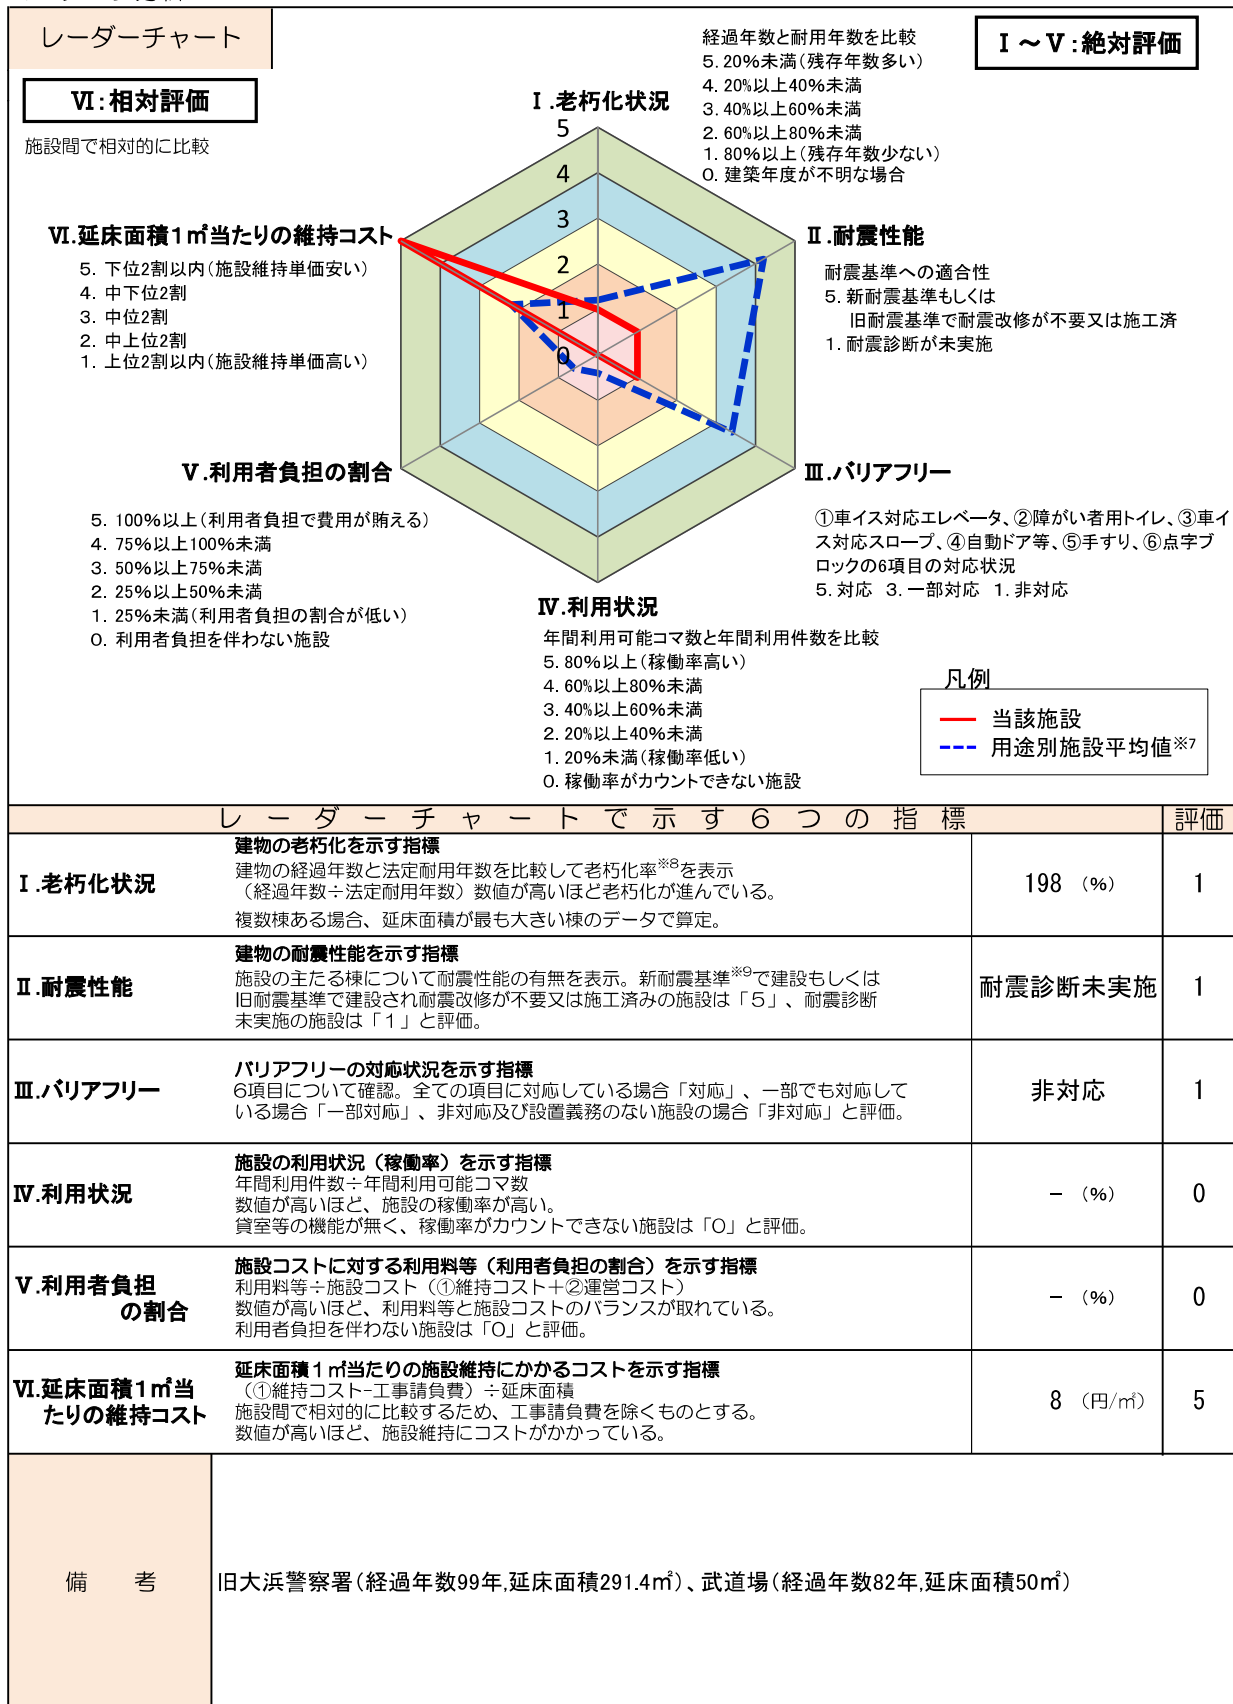 レーダーチャート
Ⅵ:相対評価
施設間で相対的に比較
Ⅰ～Ⅴ:絶対評価
Ⅰ.老朽化状況
経過年数と耐用年数を比較
5. 20%未満(残存年数多い)
4. 20%以上40%未満
3. 40%以上60%未満
2. 60%以上80%未満
1. 80%以上(残存年数少ない)
0. 建築年度が不明な場合
5
4
3
2
1
0
Ⅵ.延床面積1㎡当たりの維持コスト
5. 下位2割以内(施設維持単価安い)
4. 中下位2割
3. 中位2割
2. 中上位2割
1. 上位2割以内(施設維持単価高い)
Ⅱ.耐震性能
耐震基準への適合性
5. 新耐震基準もしくは
旧耐震基準で耐震改修が不要又は施工済
1. 耐震診断が未実施
Ⅴ.利用者負担の割合
5. 100%以上(利用者負担で費用が賄える)
4. 75%以上100%未満
3. 50%以上75%未満
2. 25%以上50%未満
1. 25%未満(利用者負担の割合が低い)
0. 利用者負担を伴わない施設
Ⅲ.バリアフリー
①車イス対応エレベータ、②障がい者用トイレ、③車イ
ス対応スロープ、④自動ドア等、⑤手すり、⑥点字ブ
ロックの6項目の対応状況
5. 対応 3. 一部対応 1. 非対応
Ⅳ.利用状況
年間利用可能コマ数と年間利用件数を比較
5. 80%以上(稼働率高い)
4. 60%以上80%未満
3. 40%以上60%未満
2. 20%以上40%未満
1. 20%未満(稼働率低い)
0. 稼働率がカウントできない施設
凡例
当該施設
用途別施設平均値※7
レーダーチャートで示す6つの指標 評価
Ⅰ.老朽化状況
建物の老朽化を示す指標
建物の経過年数と法定耐用年数を比較して老朽化率※8を表示
（経過年数÷法定耐用年数）数値が高いほど老朽化が進んでいる。
複数棟ある場合、延床面積が最も大きい棟のデータで算定。
198 (%) 1
Ⅱ.耐震性能
建物の耐震性能を示す指標
施設の主たる棟について耐震性能の有無を表示。新耐震基準※9で建設もしくは
旧耐震基準で建設され耐震改修が不要又は施工済みの施設は「5」、耐震診断
未実施の施設は「1」と評価。
耐震診断未実施 1
Ⅲ.バリアフリー
バリアフリーの対応状況を示す指標
6項目について確認。全ての項目に対応している場合「対応」、一部でも対応して
いる場合「一部対応」、非対応及び設置義務のない施設の場合「非対応」と評価。
非対応 1
Ⅳ.利用状況
施設の利用状況（稼働率）を示す指標
年間利用件数÷年間利用可能コマ数
数値が高いほど、施設の稼働率が高い。
貸室等の機能が無く、稼働率がカウントできない施設は「0」と評価。
－ (%) 0
Ⅴ.利用者負担
の割合
施設コストに対する利用料等（利用者負担の割合）を示す指標
利用料等÷施設コスト（①維持コスト＋②運営コスト）
数値が高いほど、利用料等と施設コストのバランスが取れている。
利用者負担を伴わない施設は「0」と評価。
－ (%) 0
Ⅵ.延床面積1㎡当
たりの維持コスト
延床面積１㎡当たりの施設維持にかかるコストを示す指標
（①維持コスト-工事請負費）÷延床面積
施設間で相対的に比較するため、工事請負費を除くものとする。
数値が高いほど、施設維持にコストがかかっている。
8 (円/㎡) 5
備 考
旧大浜警察署(経過年数99年,延床面積291.4㎡)、武道場(経過年数82年,延床面積50㎡)